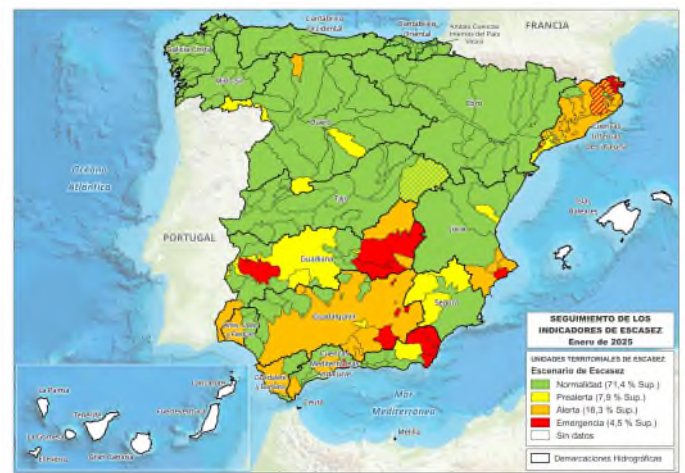 Cantábrico
Occidental
Cantábrico
Oriental
Cuencas
Internas del País
Vasco
FRANCIA
Galicia Costa
Miño-Sil
Duero
Ebro
Cuencas
Internas
de Cataluña
Océano
Atlántico
Tajo
Islas
Baleares
PORTUGAL
Júcar
Guadiana
Segura
Guadalquivir
Cuencas
Mediterráneas
Andaluzas
Guadalete
y Barbate
Ceuta
Mar
Mediterráneo
Melilla
La Palma
Lanzarote
Tenerife
Fuerteventura
La Gomera
El Hierro
Gran Canaria
SEGUIMIENTO DE LOS
INDICADORES DE ESCASEZ
Enero de 2025
UNIDADES TERRITORIALES DE ESCASEZ
Escenario de Escasez
Normalidad (71,4 % Sup.)
Prealerta (7,9 % Sup.)
Alerta (16,3 % Sup.)
Emergencia (4,5 % Sup.)
Sin datos
Demarcaciones Hidrográficas